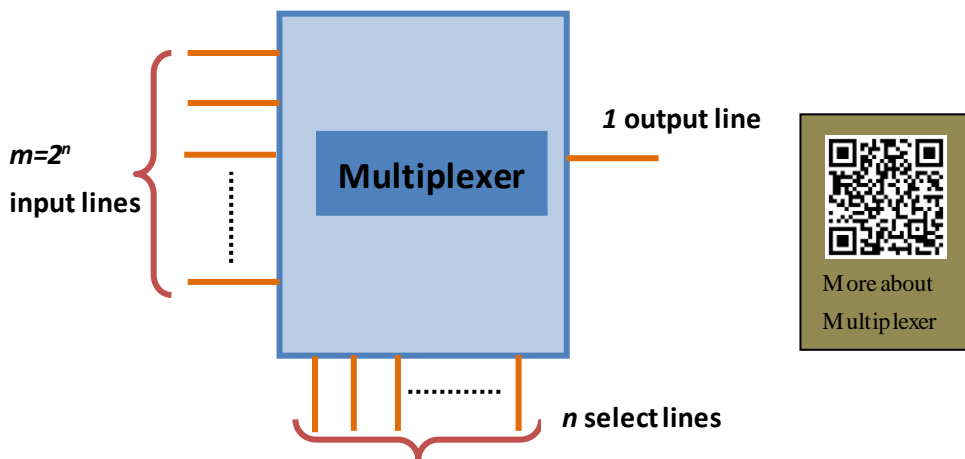 m=2ⁿ
input lines
Multiplexer
1 output line
n select lines
More about
Multiplexer